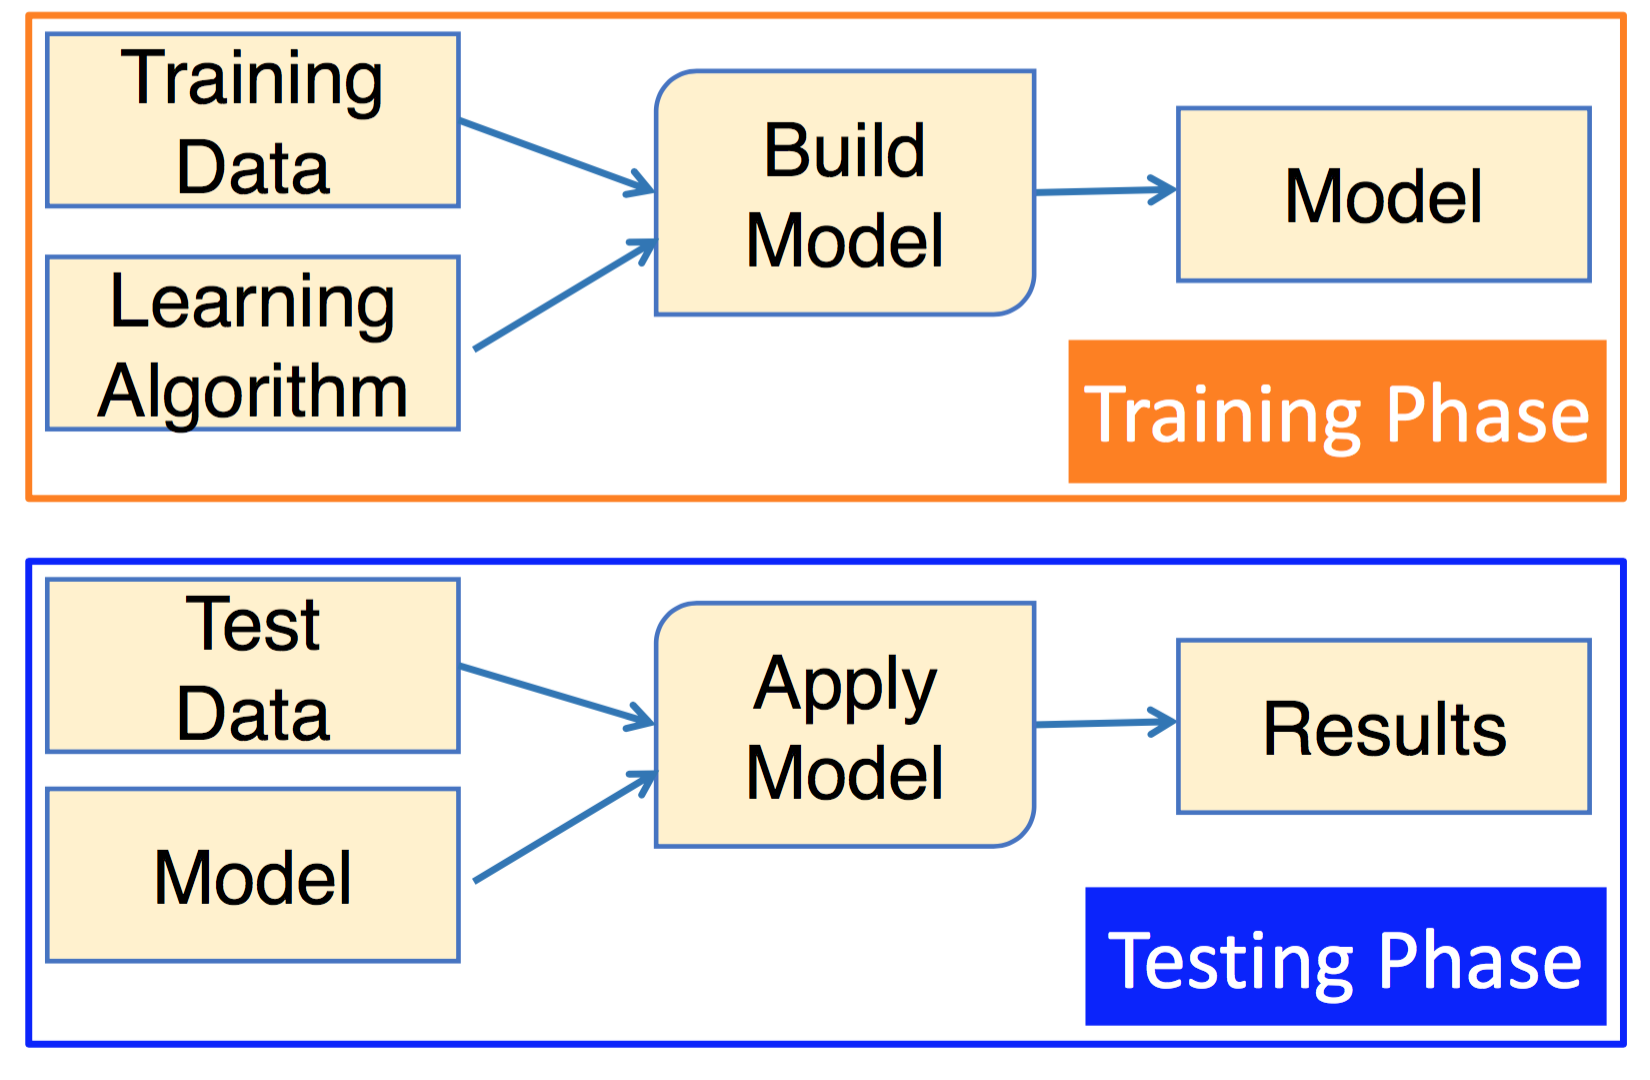 Training
Data
Learning
Algorithm
Build
Model
Model
Training Phase
Test
Data
Model
Apply
Model
Results
Testing Phase